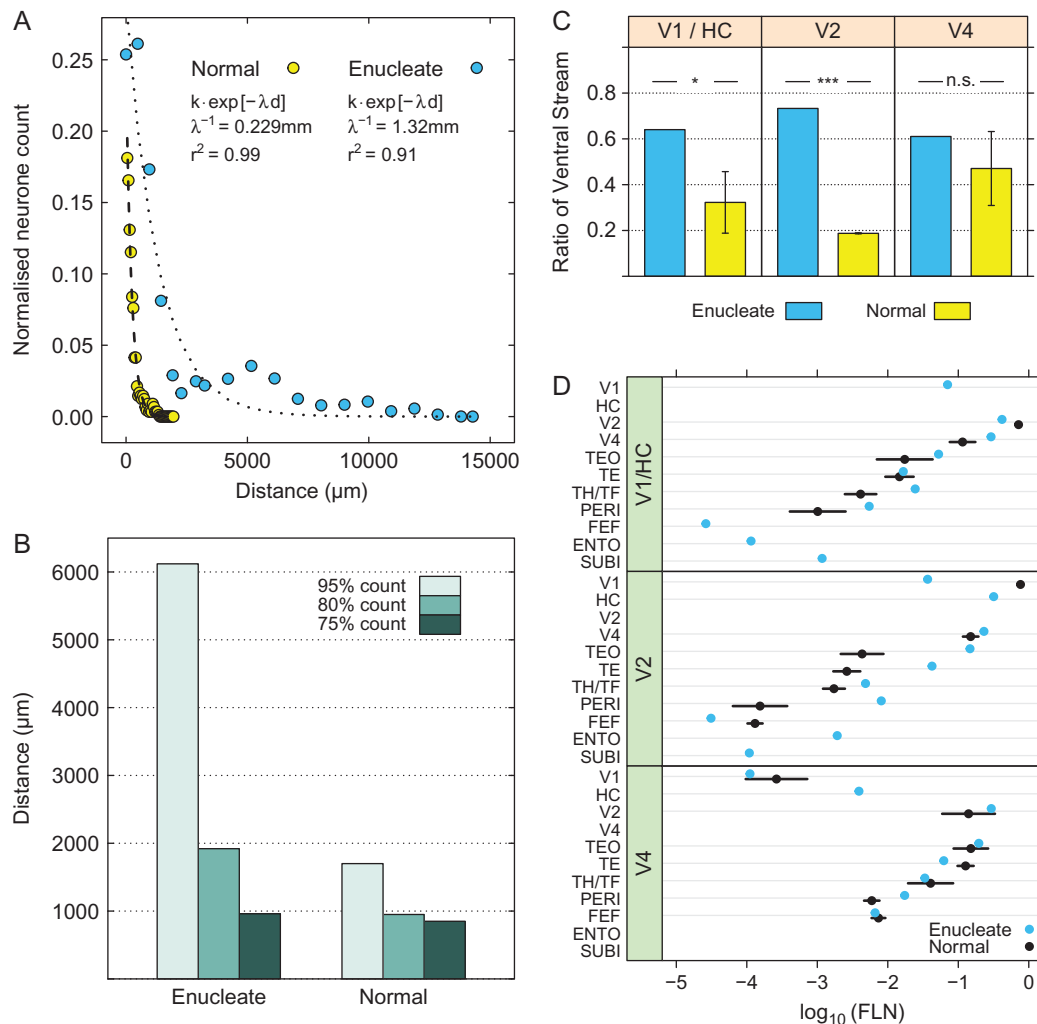 A
Normalised neurone count
0.25
0.20
0.15
0.10
0.05
0.00
Normal
k·exp[−λd]
λ⁻¹ = 0.229mm
r² = 0.99
Enucleate
k·exp[−λd]
λ⁻¹ = 1.32mm
r² = 0.91
0 5000 10000 15000
Distance (µm)
B
Distance (µm)
6000
5000
4000
3000
2000
1000
95% count
80% count
75% count
Enucleate Normal
C
V1 / HC V2 V4
Ratio of Ventral Stream
0.8
0.6
0.4
0.2
*
***
n.s.
Enucleate Normal
D
V1/HC
V1
HC
V2
V4
TEO
TE
TH/TF
PERI
FEF
ENTO
SUBI
V2
V1
HC
V2
V4
TEO
TE
TH/TF
PERI
FEF
ENTO
SUBI
V4
V1
HC
V2
V4
TEO
TE
TH/TF
PERI
FEF
ENTO
SUBI
Enucleate
Normal
−5 −4 −3 −2 −1 0
log₁₀ (FLN)